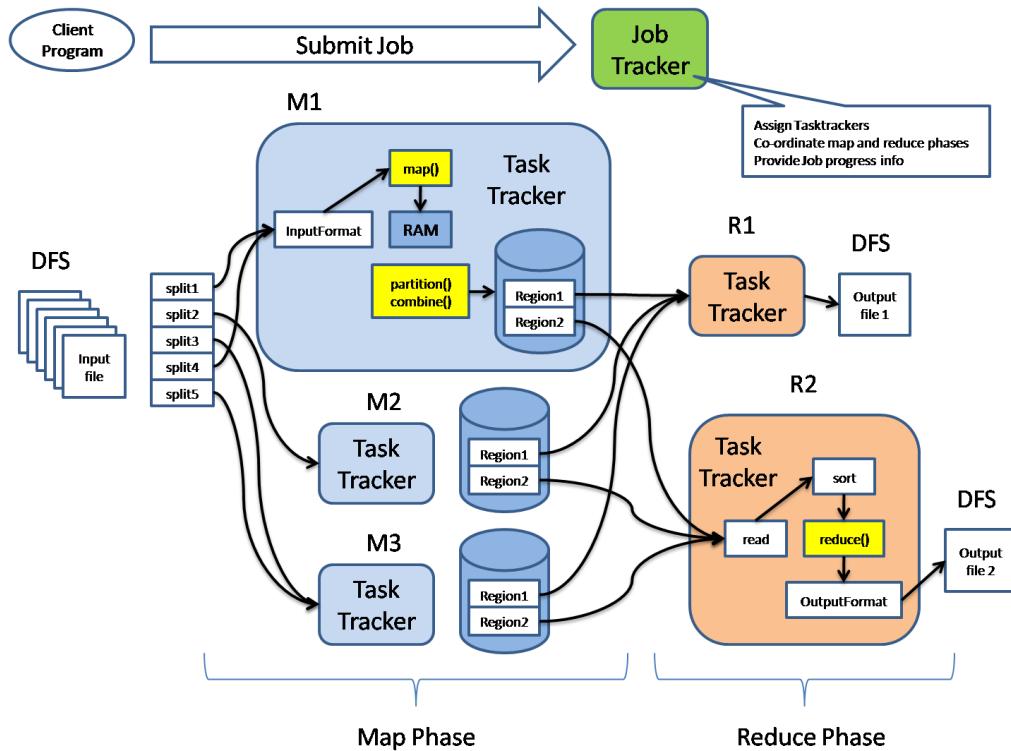 Client
Program
Submit Job
Job
Tracker
Assign Tasktrackers
Co-ordinate map and reduce phases
Provide Job progress info
M1
Task
Tracker
map()
InputFormat
RAM
partition()
combine()
Region1
Region2
DFS
Input
file
split1
split2
split3
split4
split5
M2
Task
Tracker
Region1
Region2
M3
Task
Tracker
Region1
Region2
R1
Task
Tracker
DFS
Output
file 1
R2
Task
Tracker
sort
read
reduce()
OutputFormat
DFS
Output
file 2
Map Phase
Reduce Phase